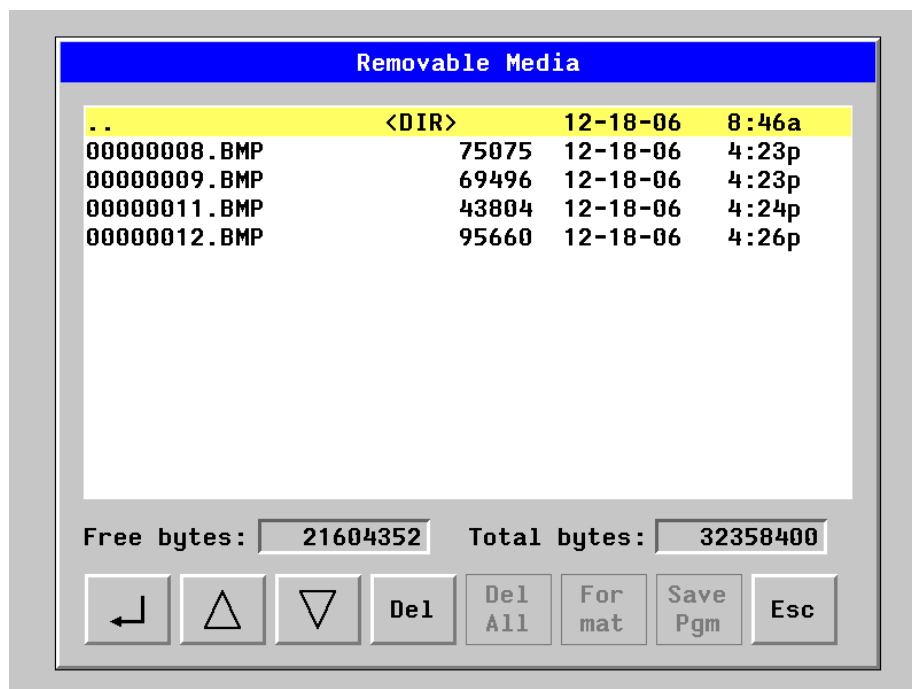 Removable Media
.. <DIR> 12-18-06 8:46a
00000008.BMP 75075 12-18-06 4:23p
00000009.BMP 69496 12-18-06 4:23p
00000011.BMP 43804 12-18-06 4:24p
00000012.BMP 95660 12-18-06 4:26p
Free bytes: 21604352 Total bytes: 32358400
Del
Del
All
For
mat
Save
Pgm
Esc